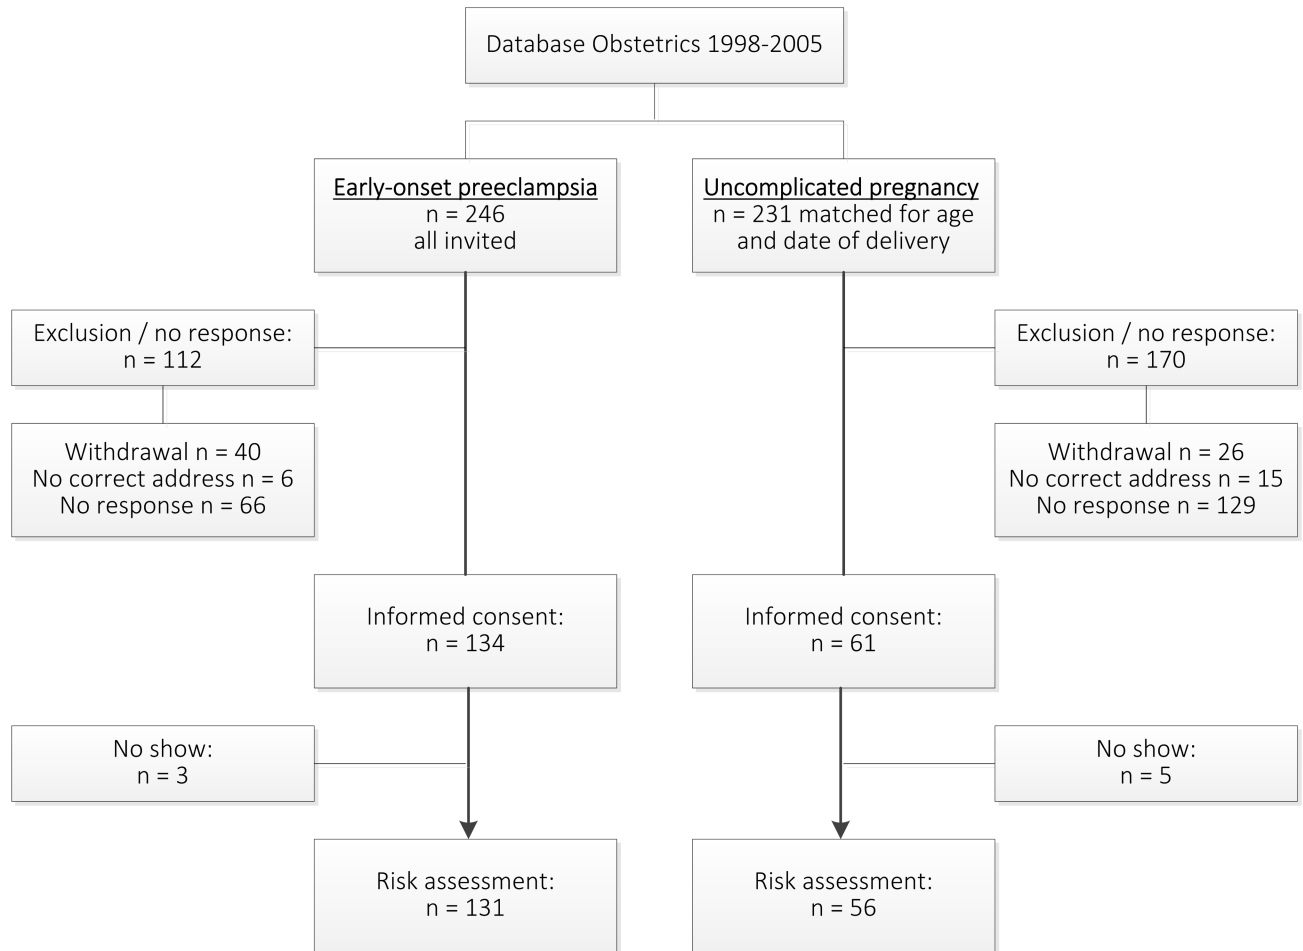 Database Obstetrics 1998-2005
Early-onset preeclampsia
n = 246
all invited
Uncomplicated pregnancy
n = 231 matched for age
and date of delivery
Exclusion / no response:
n = 112
Exclusion / no response:
n = 170
Withdrawal n = 40
No correct address n = 6
No response n = 66
Withdrawal n = 26
No correct address n = 15
No response n = 129
Informed consent:
n = 134
Informed consent:
n = 61
No show:
n = 3
No show:
n = 5
Risk assessment:
n = 131
Risk assessment:
n = 56